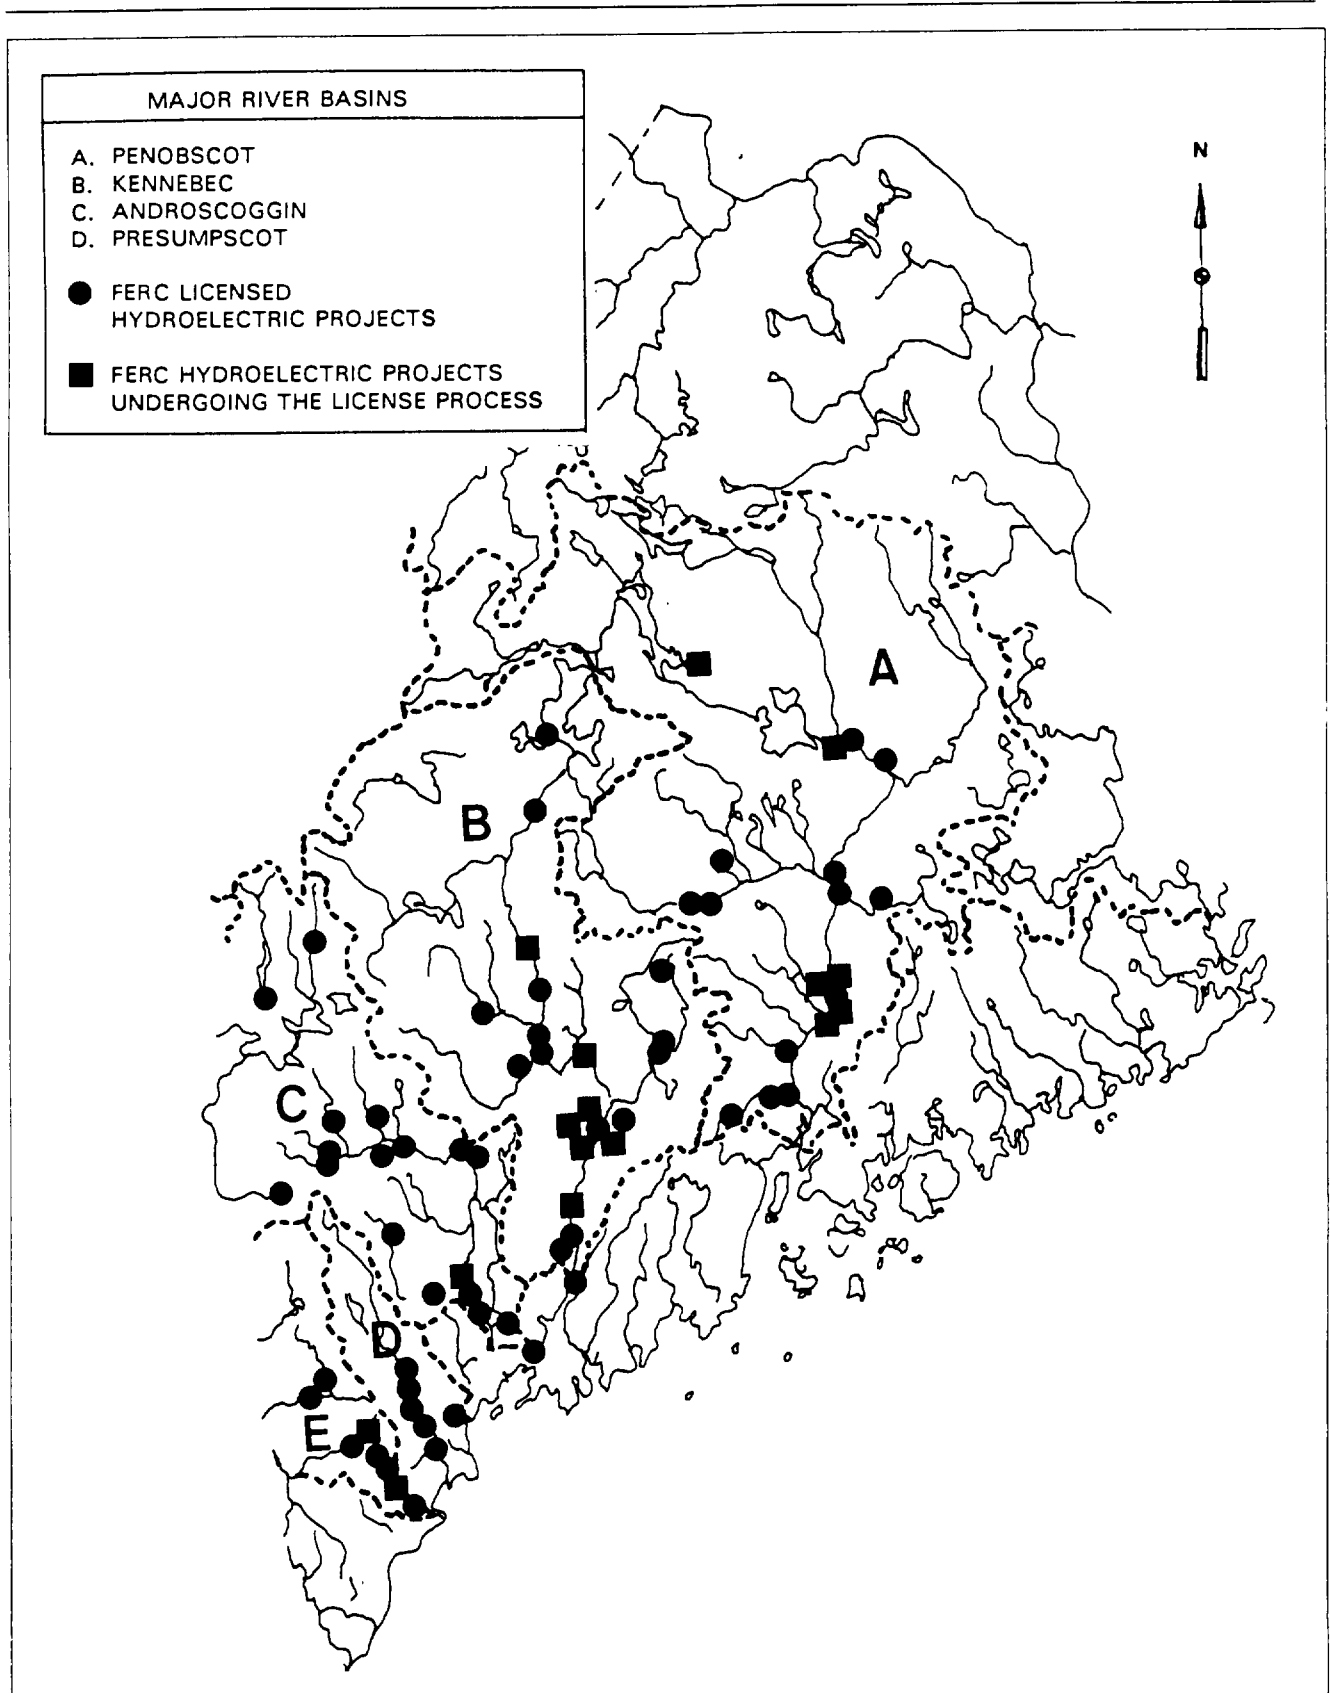 MAJOR RIVER BASINS
A. PENOBSCOT
B. KENNEBEC
C. ANDROSCOGGIN
D. PRESUMPSCOT
FERC LICENSED
HYDROELECTRIC PROJECTS
FERC HYDROELECTRIC PROJECTS
UNDERGOING THE LICENSE PROCESS
N
A
B
C
D
E